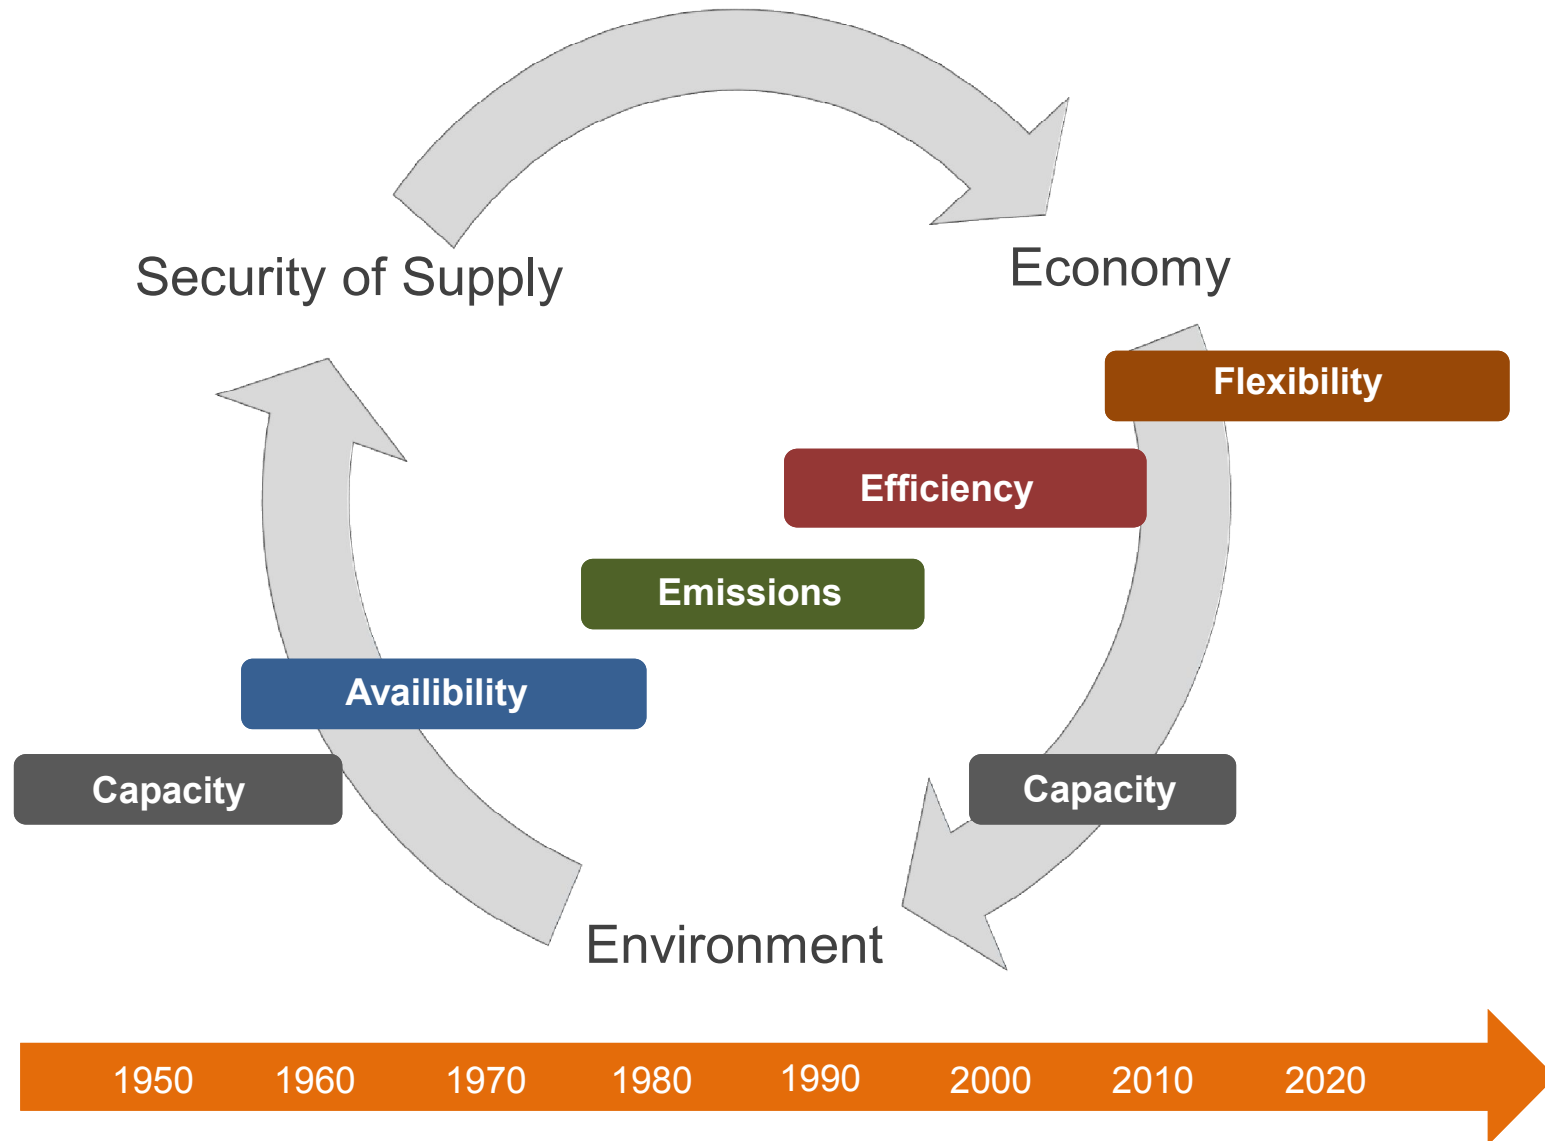 Security of Supply
Economy
Flexibility
Efficiency
Emissions
Availibility
Capacity
Capacity
Environment
1950 1960 1970 1980 1990 2000 2010 2020